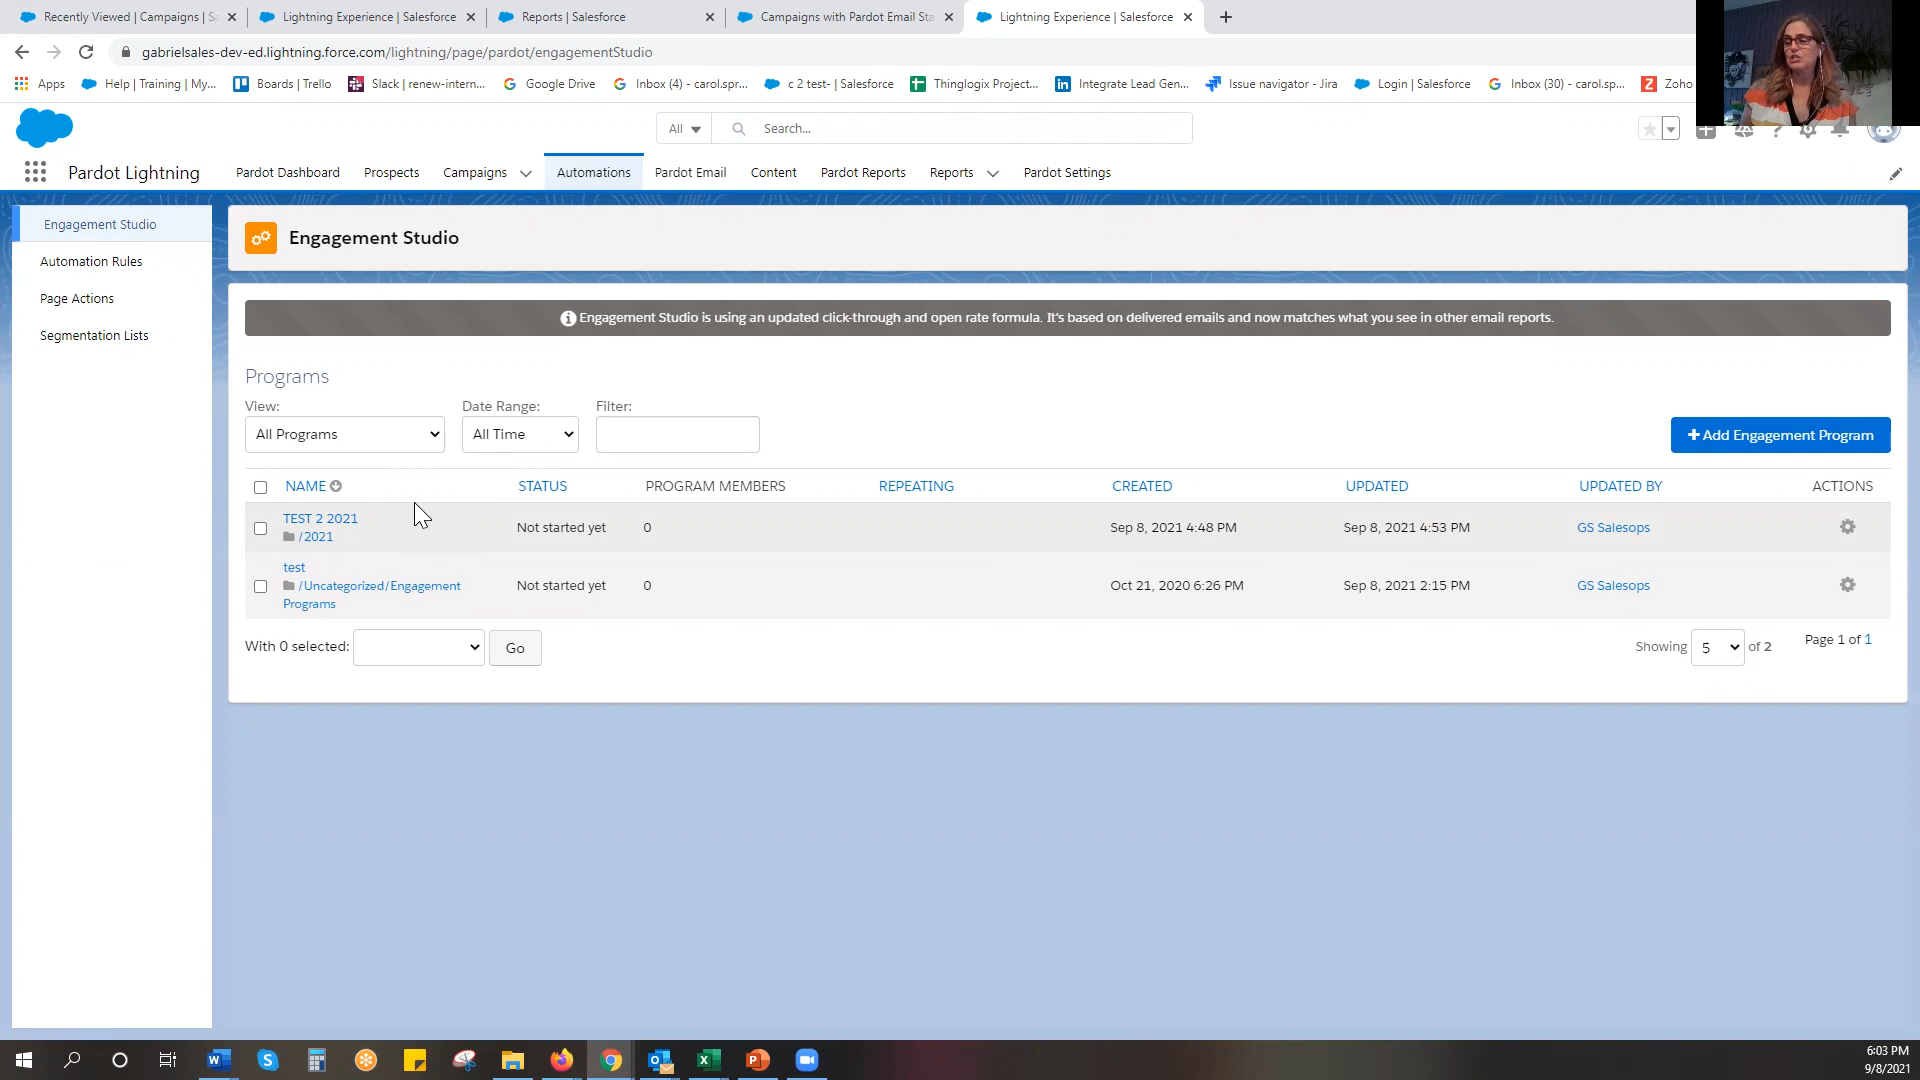 Recently Viewed | Campaigns | Sa
Lightning Experience | Salesforce
Reports | Salesforce
Campaigns with Pardot Email Sta
Lightning Experience | Salesforce
gabrielsales-dev-ed.lightning.force.com/lightning/page/pardot/engagementStudio
Apps
Help | Training | My...
Boards | Trello
Slack | renew-intern...
Google Drive
Inbox (4) - carol.spr...
c 2 test- | Salesforce
Thinglogix Project...
Integrate Lead Gen...
Issue navigator - Jira
Login | Salesforce
Inbox (30) - carol.sp...
Zoho
All
Search...
Pardot Lightning
Pardot Dashboard
Prospects
Campaigns
Automations
Pardot Email
Content
Pardot Reports
Reports
Pardot Settings
Engagement Studio
Automation Rules
Page Actions
Segmentation Lists
Engagement Studio
Engagement Studio is using an updated click-through and open rate formula. It's based on delivered emails and now matches what you see in other email reports.
Programs
View: Date Range: Filter:
All Programs All Time
+ Add Engagement Program
NAME STATUS PROGRAM MEMBERS REPEATING CREATED UPDATED UPDATED BY ACTIONS
TEST 2 2021
/2021
Not started yet 0 Sep 8, 2021 4:48 PM Sep 8, 2021 4:53 PM GS Salesops
test
/Uncategorized/Engagement
Programs
Not started yet 0 Oct 21, 2020 6:26 PM Sep 8, 2021 2:15 PM GS Salesops
With 0 selected: Go
Showing 5 of 2 Page 1 of 1
6:03 PM
9/8/2021